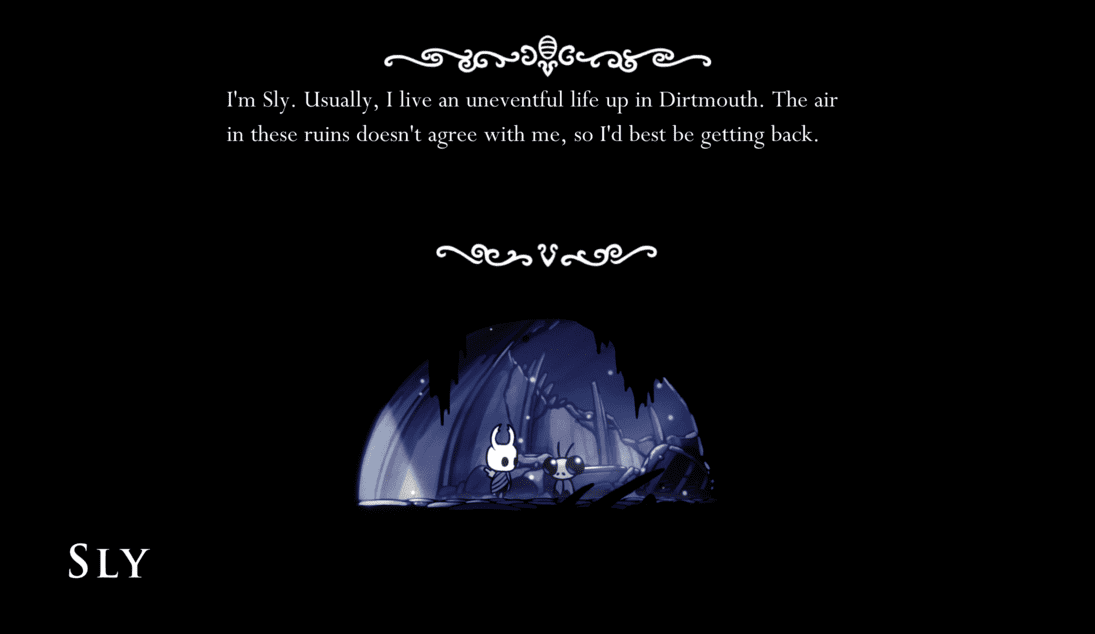 I'm Sly. Usually, I live an uneventful life up in Dirtmouth. The air
in these ruins doesn't agree with me, so I'd best be getting back.
Sly